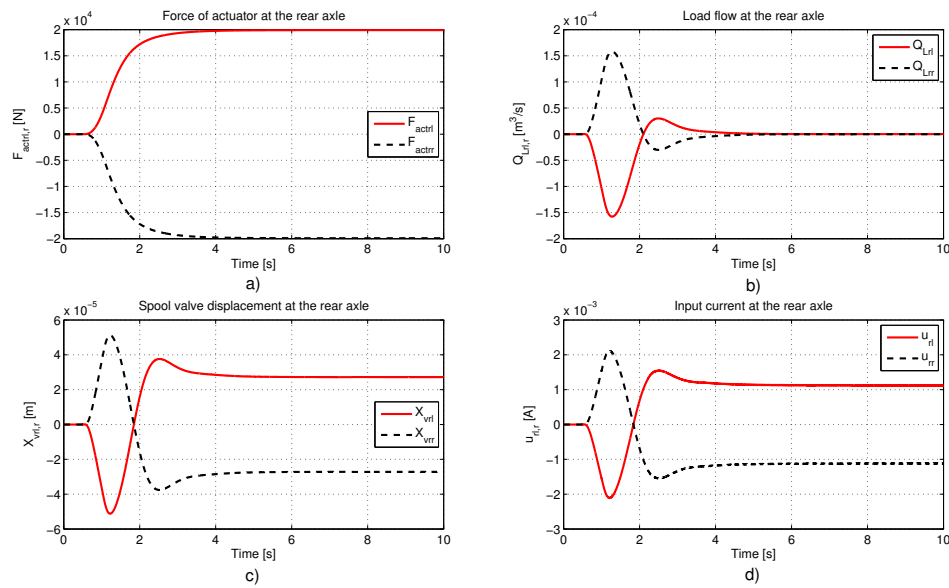 Force of actuator at the rear axle
x 10^4
F_actrl,r [N]
2
1.5
1
0.5
0
−0.5
−1
−1.5
−2
0 2 4 6 8 10
Time [s]
F_actrl
F_actrr
a)
Load flow at the rear axle
x 10^−4
Q_Lrl,r [m^3/s]
2
1.5
1
0.5
0
−0.5
−1
−1.5
−2
0 2 4 6 8 10
Time [s]
Q_Lrl
Q_Lrr
b)
Spool valve displacement at the rear axle
x 10^−5
X_vrl,r [m]
6
4
2
0
−2
−4
−6
0 2 4 6 8 10
Time [s]
X_vrl
X_vrr
c)
Input current at the rear axle
x 10^−3
u_rl,r [A]
3
2
1
0
−1
−2
−3
0 2 4 6 8 10
Time [s]
u_rl
u_rr
d)